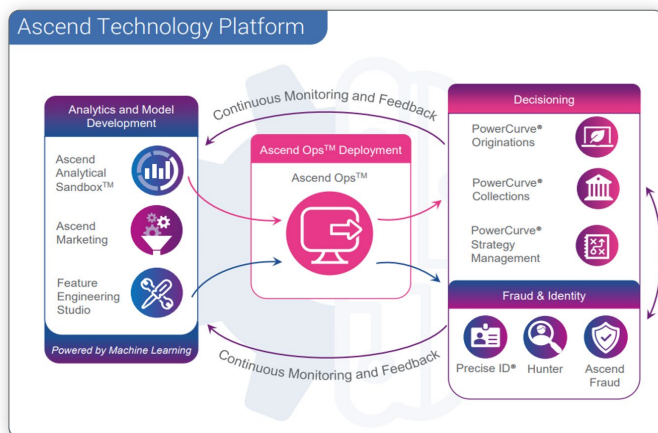 Ascend Technology Platform
Continuous Monitoring and Feedback
Analytics and Model
Development
Ascend
Analytical
Sandbox™
Ascend
Marketing
Feature
Engineering
Studio
Powered by Machine Learning
Ascend Ops™ Deployment
Ascend Ops™
Decisioning
PowerCurve®
Originations
PowerCurve®
Collections
PowerCurve®
Strategy
Management
Fraud & Identity
Precise ID®
Hunter
Ascend
Fraud
Continuous Monitoring and Feedback